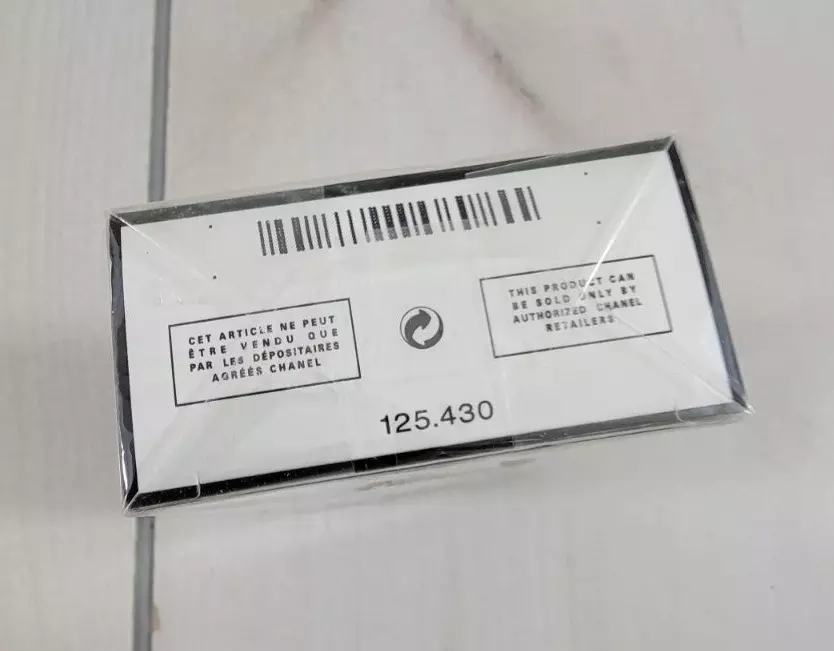 CET ARTICLE NE PEUT
ÊTRE VENDU QUE
PAR LES DÉPOSITAIRES
AGRÉÉS CHANEL
THIS PRODUCT CAN
BE SOLD ONLY BY
AUTHORIZED CHANEL
RETAILERS
125.430